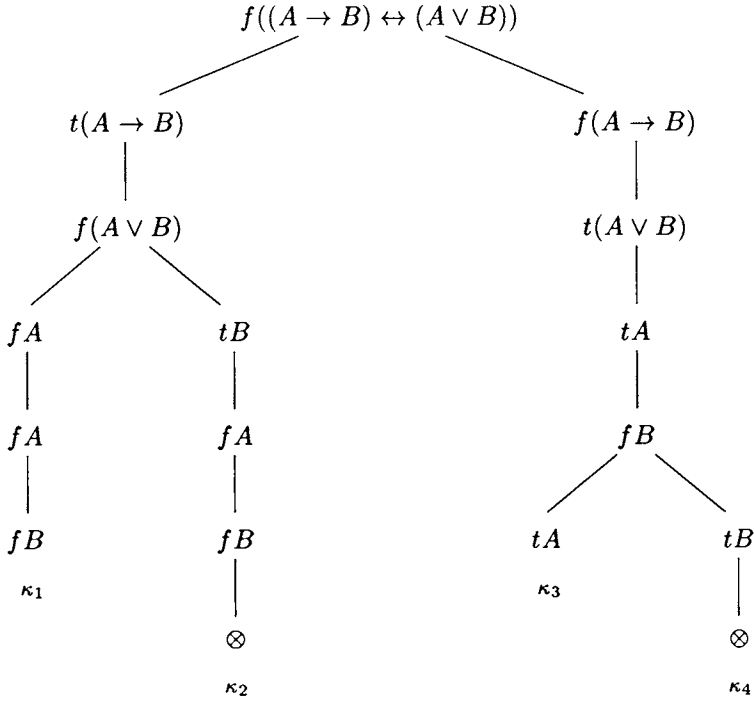 f((A → B) ↔ (A ∨ B))
t(A → B) f(A → B)
f(A ∨ B) t(A ∨ B)
fA tB tA
fA fA fB
fB fB tA tB
κ₁ κ₃
⊗ ⊗
κ₂ κ₄